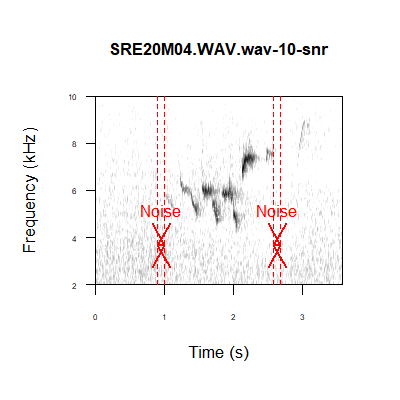 SRE20M04.WAV.wav-10-snr
Frequency (kHz)
10
8
6
4
2
Noise Noise
0 1 2 3
Time (s)